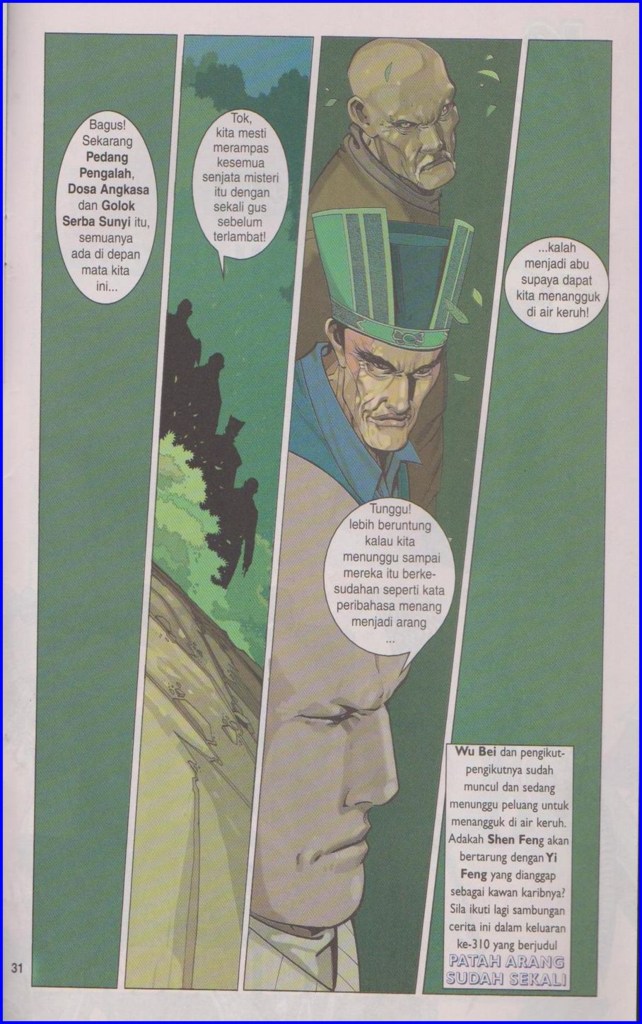 Bagus!
Sekarang
Pedang
Pengalah,
Dosa Angkasa
dan Golok
Serba Sunyi itu,
semuanya
ada di depan
mata kita
ini...
Tok,
kita mesti
merampas
kesemua
senjata misteri
itu dengan
sekali gus
sebelum
terlambat!
Tunggu!
lebih beruntung
kalau kita
menunggu sampai
mereka itu berke-
sudahan seperti kata
peribahasa menang
menjadi arang
...
...kalah
menjadi abu
supaya dapat
kita menangguk
di air keruh!
Wu Bei dan pengikut-
pengikutnya sudah
muncul dan sedang
menunggu peluang untuk
menangguk di air keruh.
Adakah Shen Feng akan
bertarung dengan Yi
Feng yang dianggap
sebagai kawan karibnya?
Sila ikuti lagi sambungan
cerita ini dalam keluaran
ke-310 yang berjudul
PATAH ARANG
SUDAH SEKALI
31